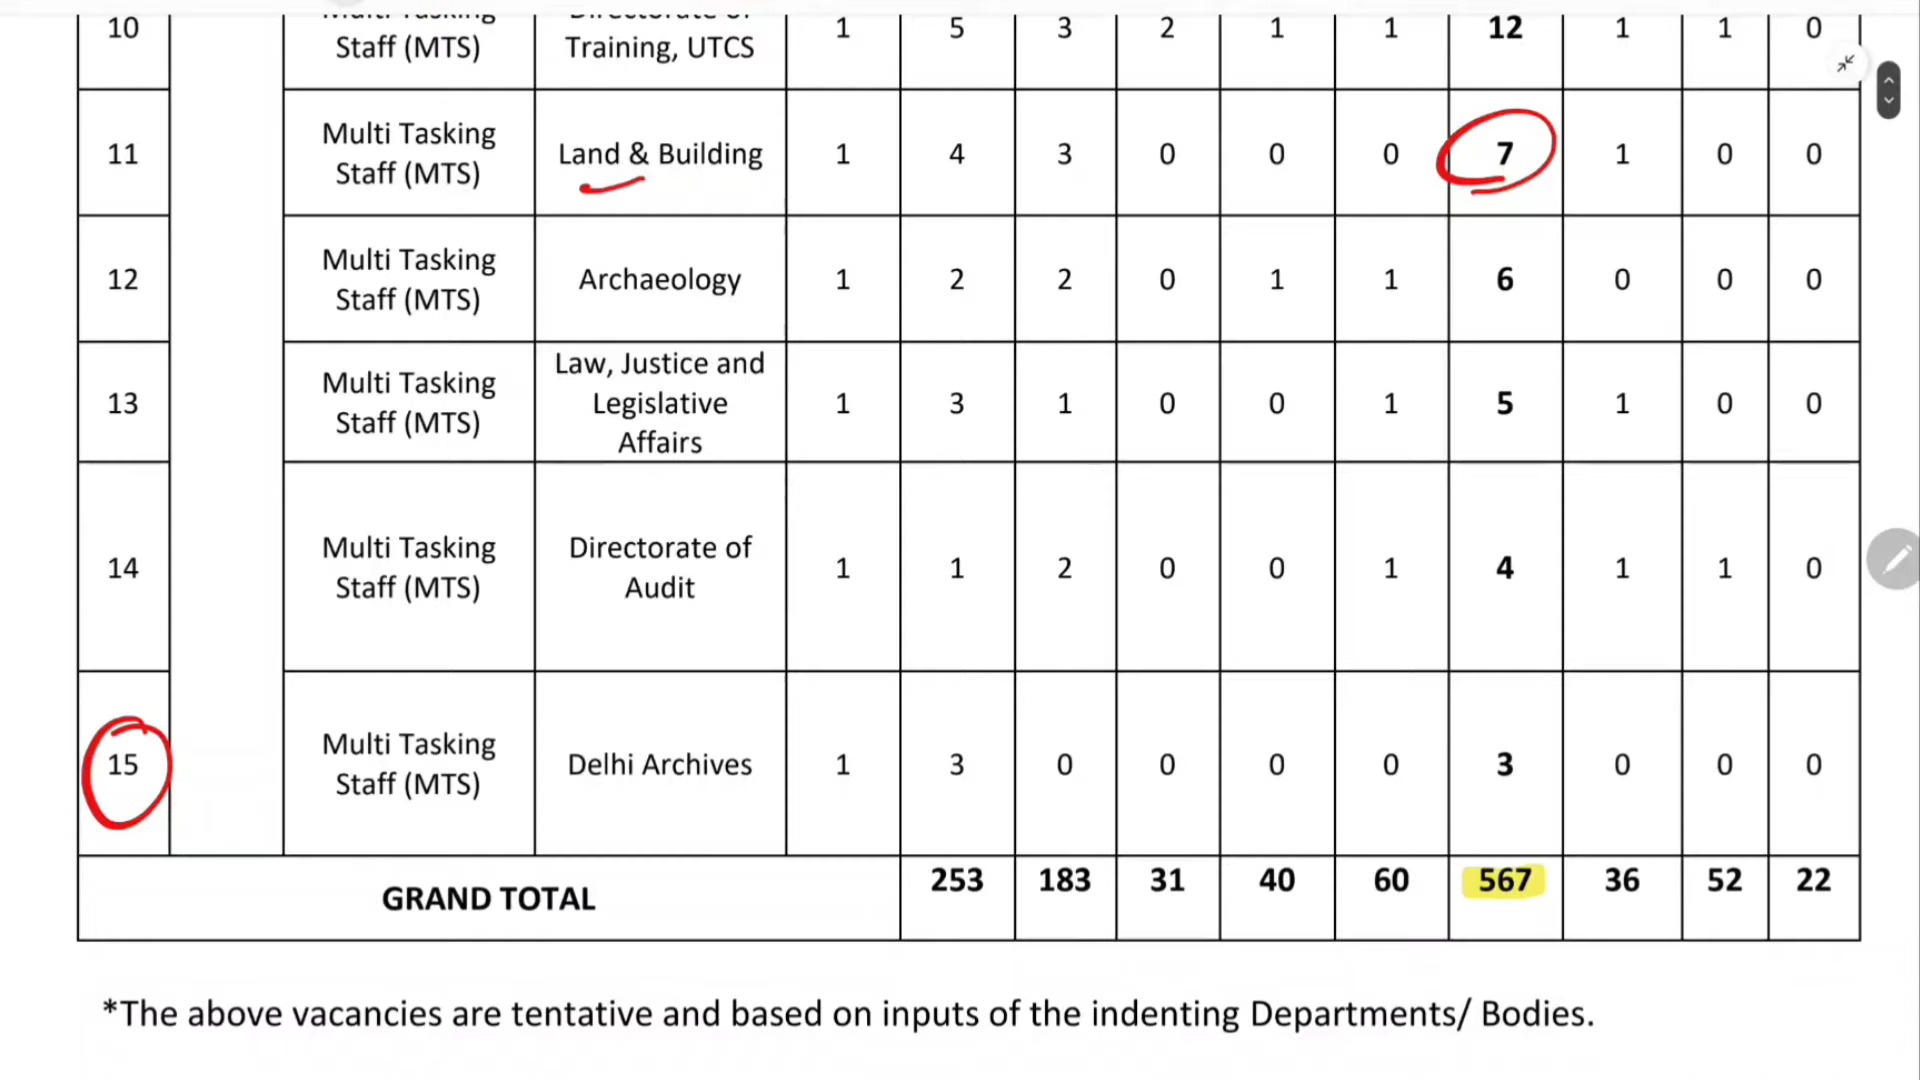 10 Staff (MTS) Training, UTCS 1 5 3 2 1 1 12 1 1 0
Multi Tasking
11 Land & Building 1 4 3 0 0 0 7 1 0 0
Staff (MTS)
Multi Tasking
12 Archaeology 1 2 2 0 1 1 6 0 0 0
Staff (MTS)
Law, Justice and
Multi Tasking
13 Legislative 1 3 1 0 0 1 5 1 0 0
Staff (MTS)
Affairs
Multi Tasking Directorate of
14 1 1 2 0 0 1 4 1 1 0
Staff (MTS) Audit
Multi Tasking
15 Delhi Archives 1 3 0 0 0 0 3 0 0 0
Staff (MTS)
GRAND TOTAL 253 183 31 40 60 567 36 52 22
*The above vacancies are tentative and based on inputs of the indenting Departments/ Bodies.